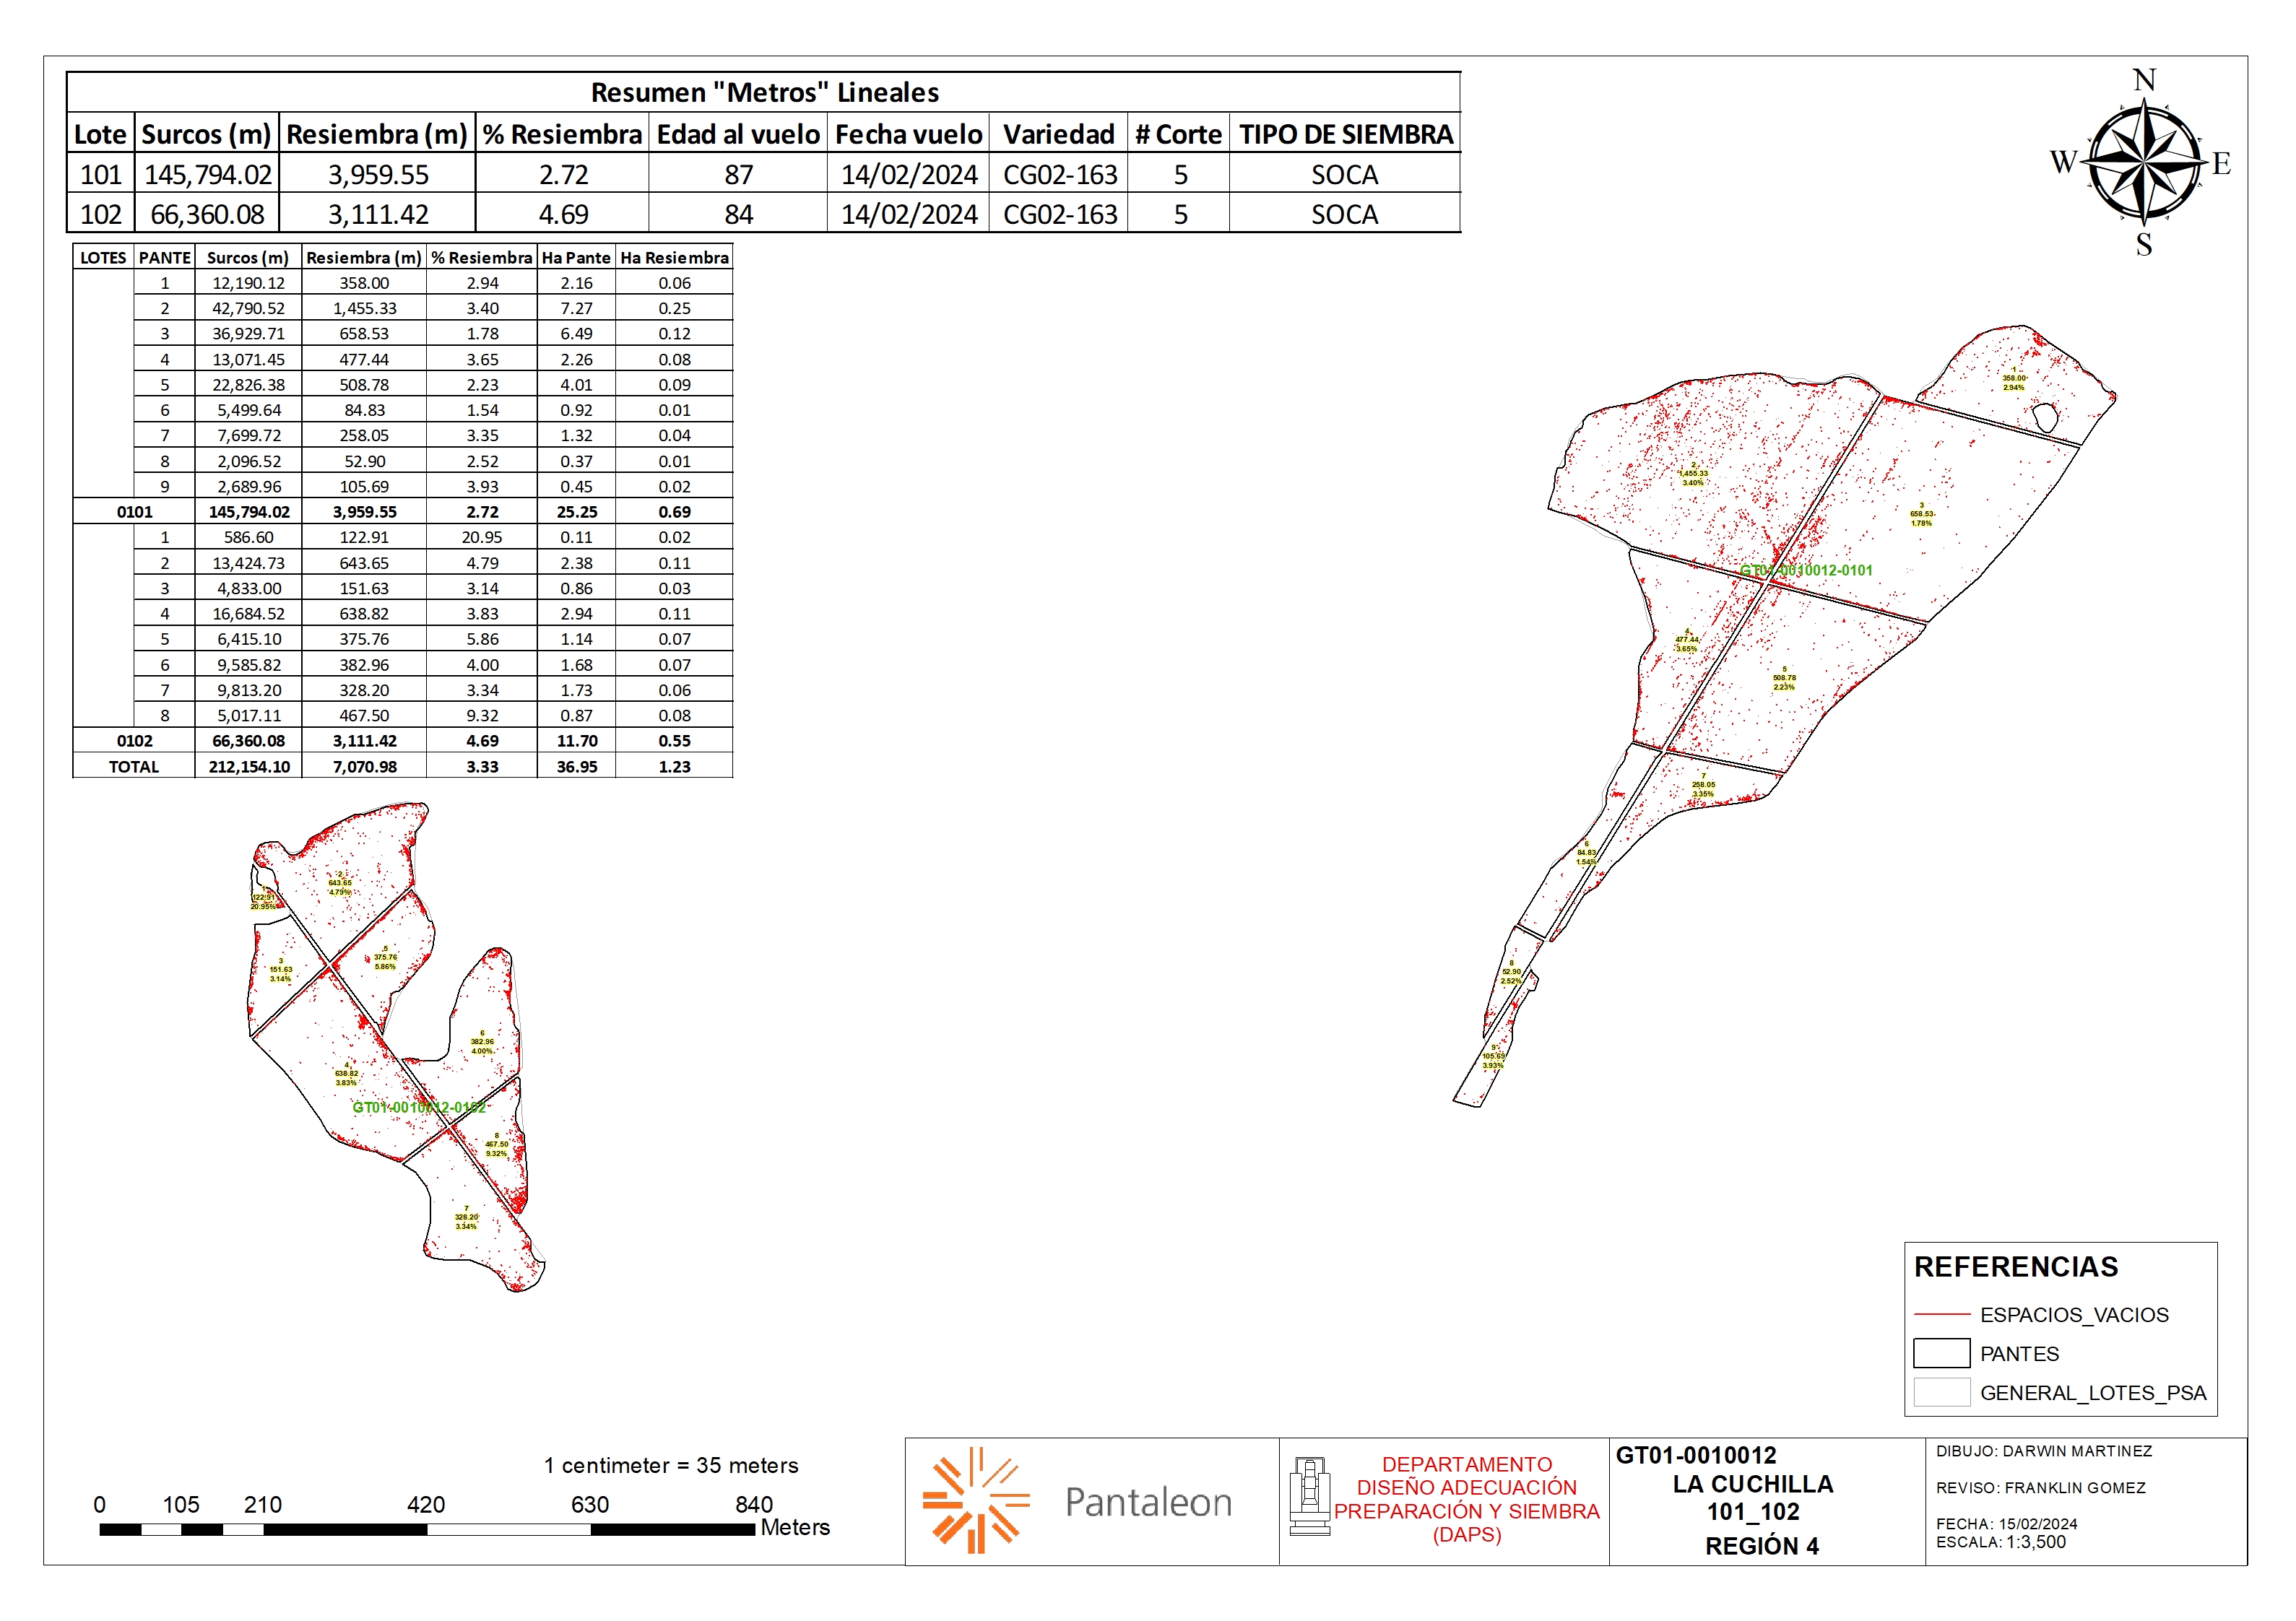 Resumen "Metros" Lineales
Lote Surcos (m) Resiembra (m) % Resiembra Edad al vuelo Fecha vuelo Variedad # Corte TIPO DE SIEMBRA
101 145,794.02 3,959.55 2.72 87 14/02/2024 CG02-163 5 SOCA
102 66,360.08 3,111.42 4.69 84 14/02/2024 CG02-163 5 SOCA
LOTES PANTE Surcos (m) Resiembra (m) % Resiembra Ha Pante Ha Resiembra
1 12,190.12 358.00 2.94 2.16 0.06
2 42,790.52 1,455.33 3.40 7.27 0.25
3 36,929.71 658.53 1.78 6.49 0.12
4 13,071.45 477.44 3.65 2.26 0.08
5 22,826.38 508.78 2.23 4.01 0.09
6 5,499.64 84.83 1.54 0.92 0.01
7 7,699.72 258.05 3.35 1.32 0.04
8 2,096.52 52.90 2.52 0.37 0.01
9 2,689.96 105.69 3.93 0.45 0.02
0101 145,794.02 3,959.55 2.72 25.25 0.69
1 586.60 122.91 20.95 0.11 0.02
2 13,424.73 643.65 4.79 2.38 0.11
3 4,833.00 151.63 3.14 0.86 0.03
4 16,684.52 638.82 3.83 2.94 0.11
5 6,415.10 375.76 5.86 1.14 0.07
6 9,585.82 382.96 4.00 1.68 0.07
7 9,813.20 328.20 3.34 1.73 0.06
8 5,017.11 467.50 9.32 0.87 0.08
0102 66,360.08 3,111.42 4.69 11.70 0.55
TOTAL 212,154.10 7,070.98 3.33 36.95 1.23
N
W E
S
1
358.00
2.94%
2
1,455.33
3.40%
3
658.53
1.78%
GT01-0010012-0101
4
477.44
3.65%
5
508.78
2.23%
7
258.05
3.35%
6
84.83
1.54%
8
52.90
2.52%
9
105.69
3.93%
2
643.65
4.79%
1
122.91
20.95%
5
375.76
5.86%
3
151.63
3.14%
6
382.96
4.00%
4
638.82
3.83%
GT01-0010012-0102
8
467.50
9.32%
7
328.20
3.34%
REFERENCIAS
ESPACIOS_VACIOS
PANTES
GENERAL_LOTES_PSA
1 centimeter = 35 meters
0 105 210 420 630 840
Meters
Pantaleon
DEPARTAMENTO
DISEÑO ADECUACIÓN
PREPARACIÓN Y SIEMBRA
(DAPS)
GT01-0010012
LA CUCHILLA
101_102
REGIÓN 4
DIBUJO: DARWIN MARTINEZ
REVISO: FRANKLIN GOMEZ
FECHA: 15/02/2024
ESCALA: 1:3,500